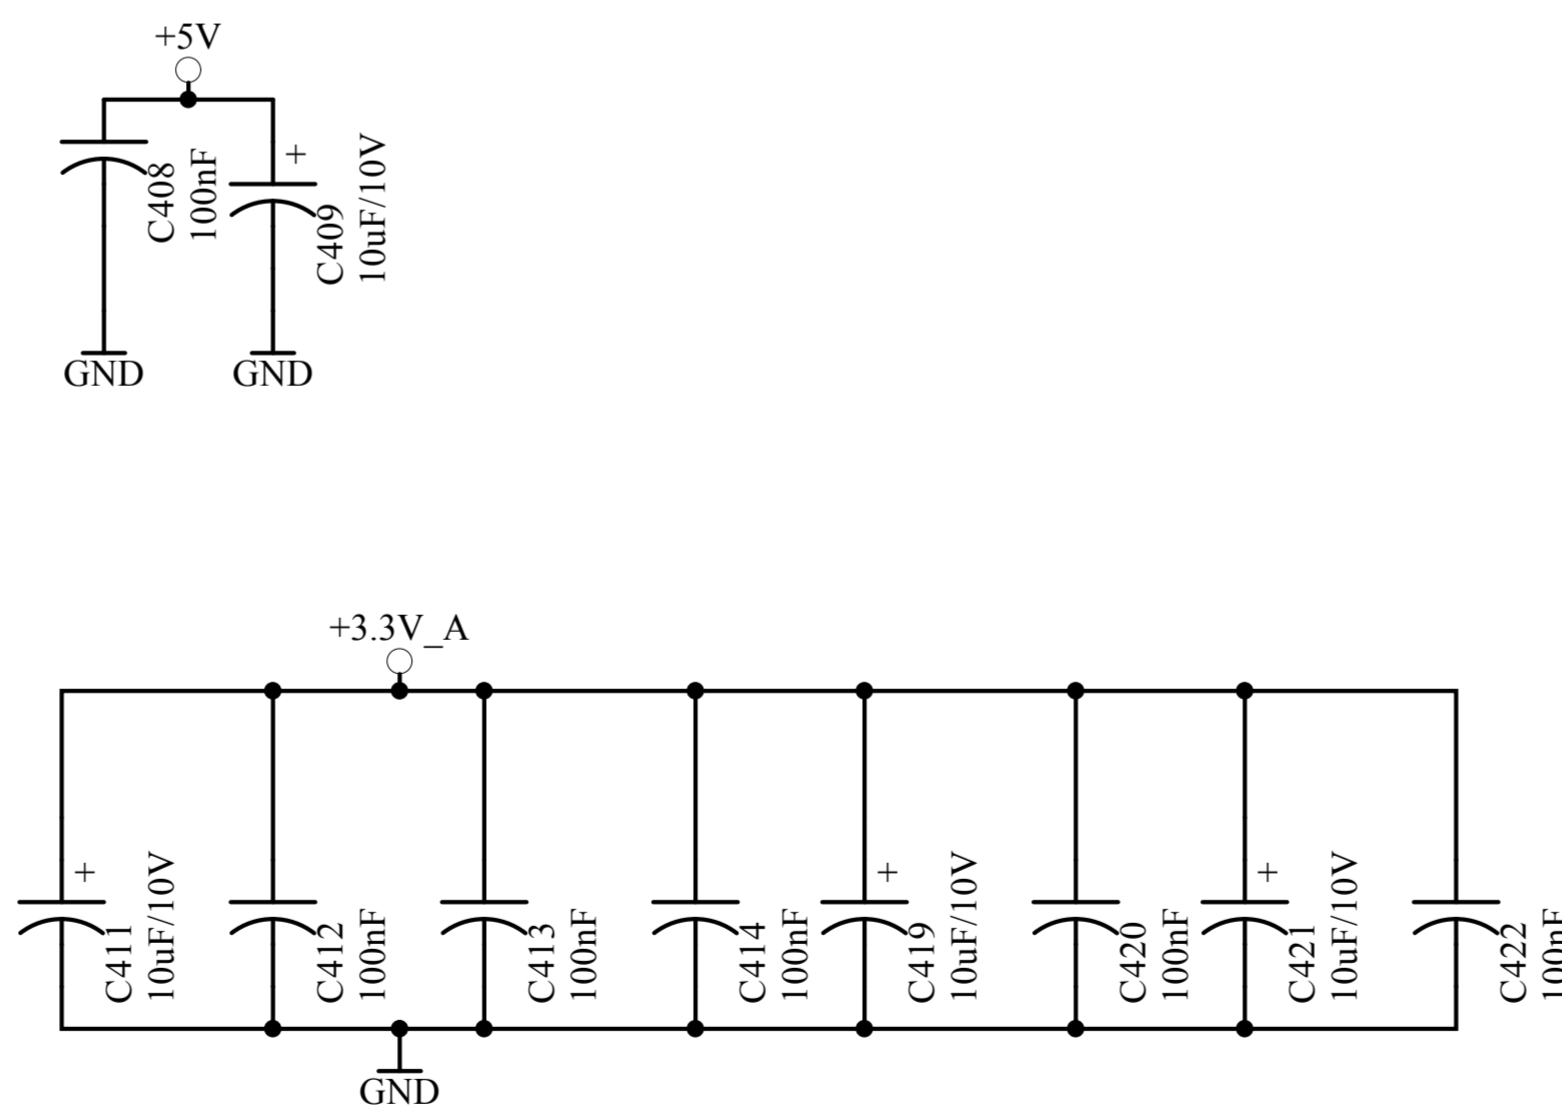 +5V
C408
100nF
+
C409
10uF/10V
GND
GND
+3.3V_A
+
C411
10uF/10V
C412
100nF
C413
100nF
C414
100nF
+
C419
10uF/10V
C420
100nF
+
C421
10uF/10V
C422
100nF
GND